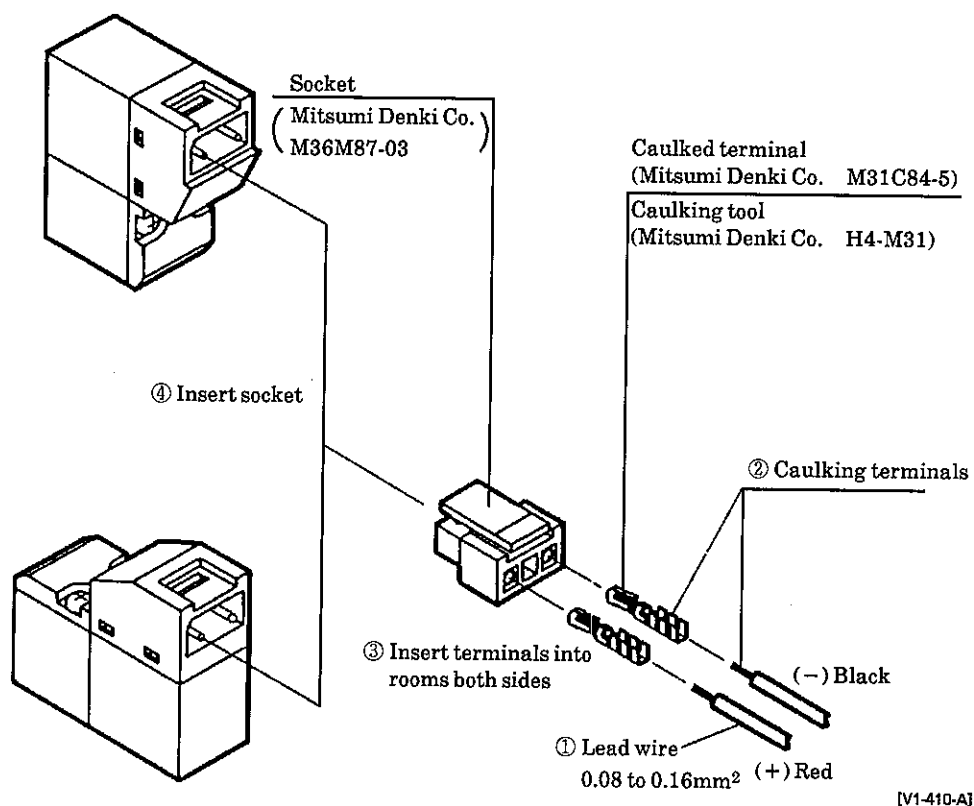 Socket
(Mitsumi Denki Co.
M36M87-03)
Caulked terminal
(Mitsumi Denki Co. M31C84-5)
Caulking tool
(Mitsumi Denki Co. H4-M31)
④ Insert socket
② Caulking terminals
③ Insert terminals into
rooms both sides
(−) Black
① Lead wire
0.08 to 0.16mm² (+) Red
[V1-410-A]